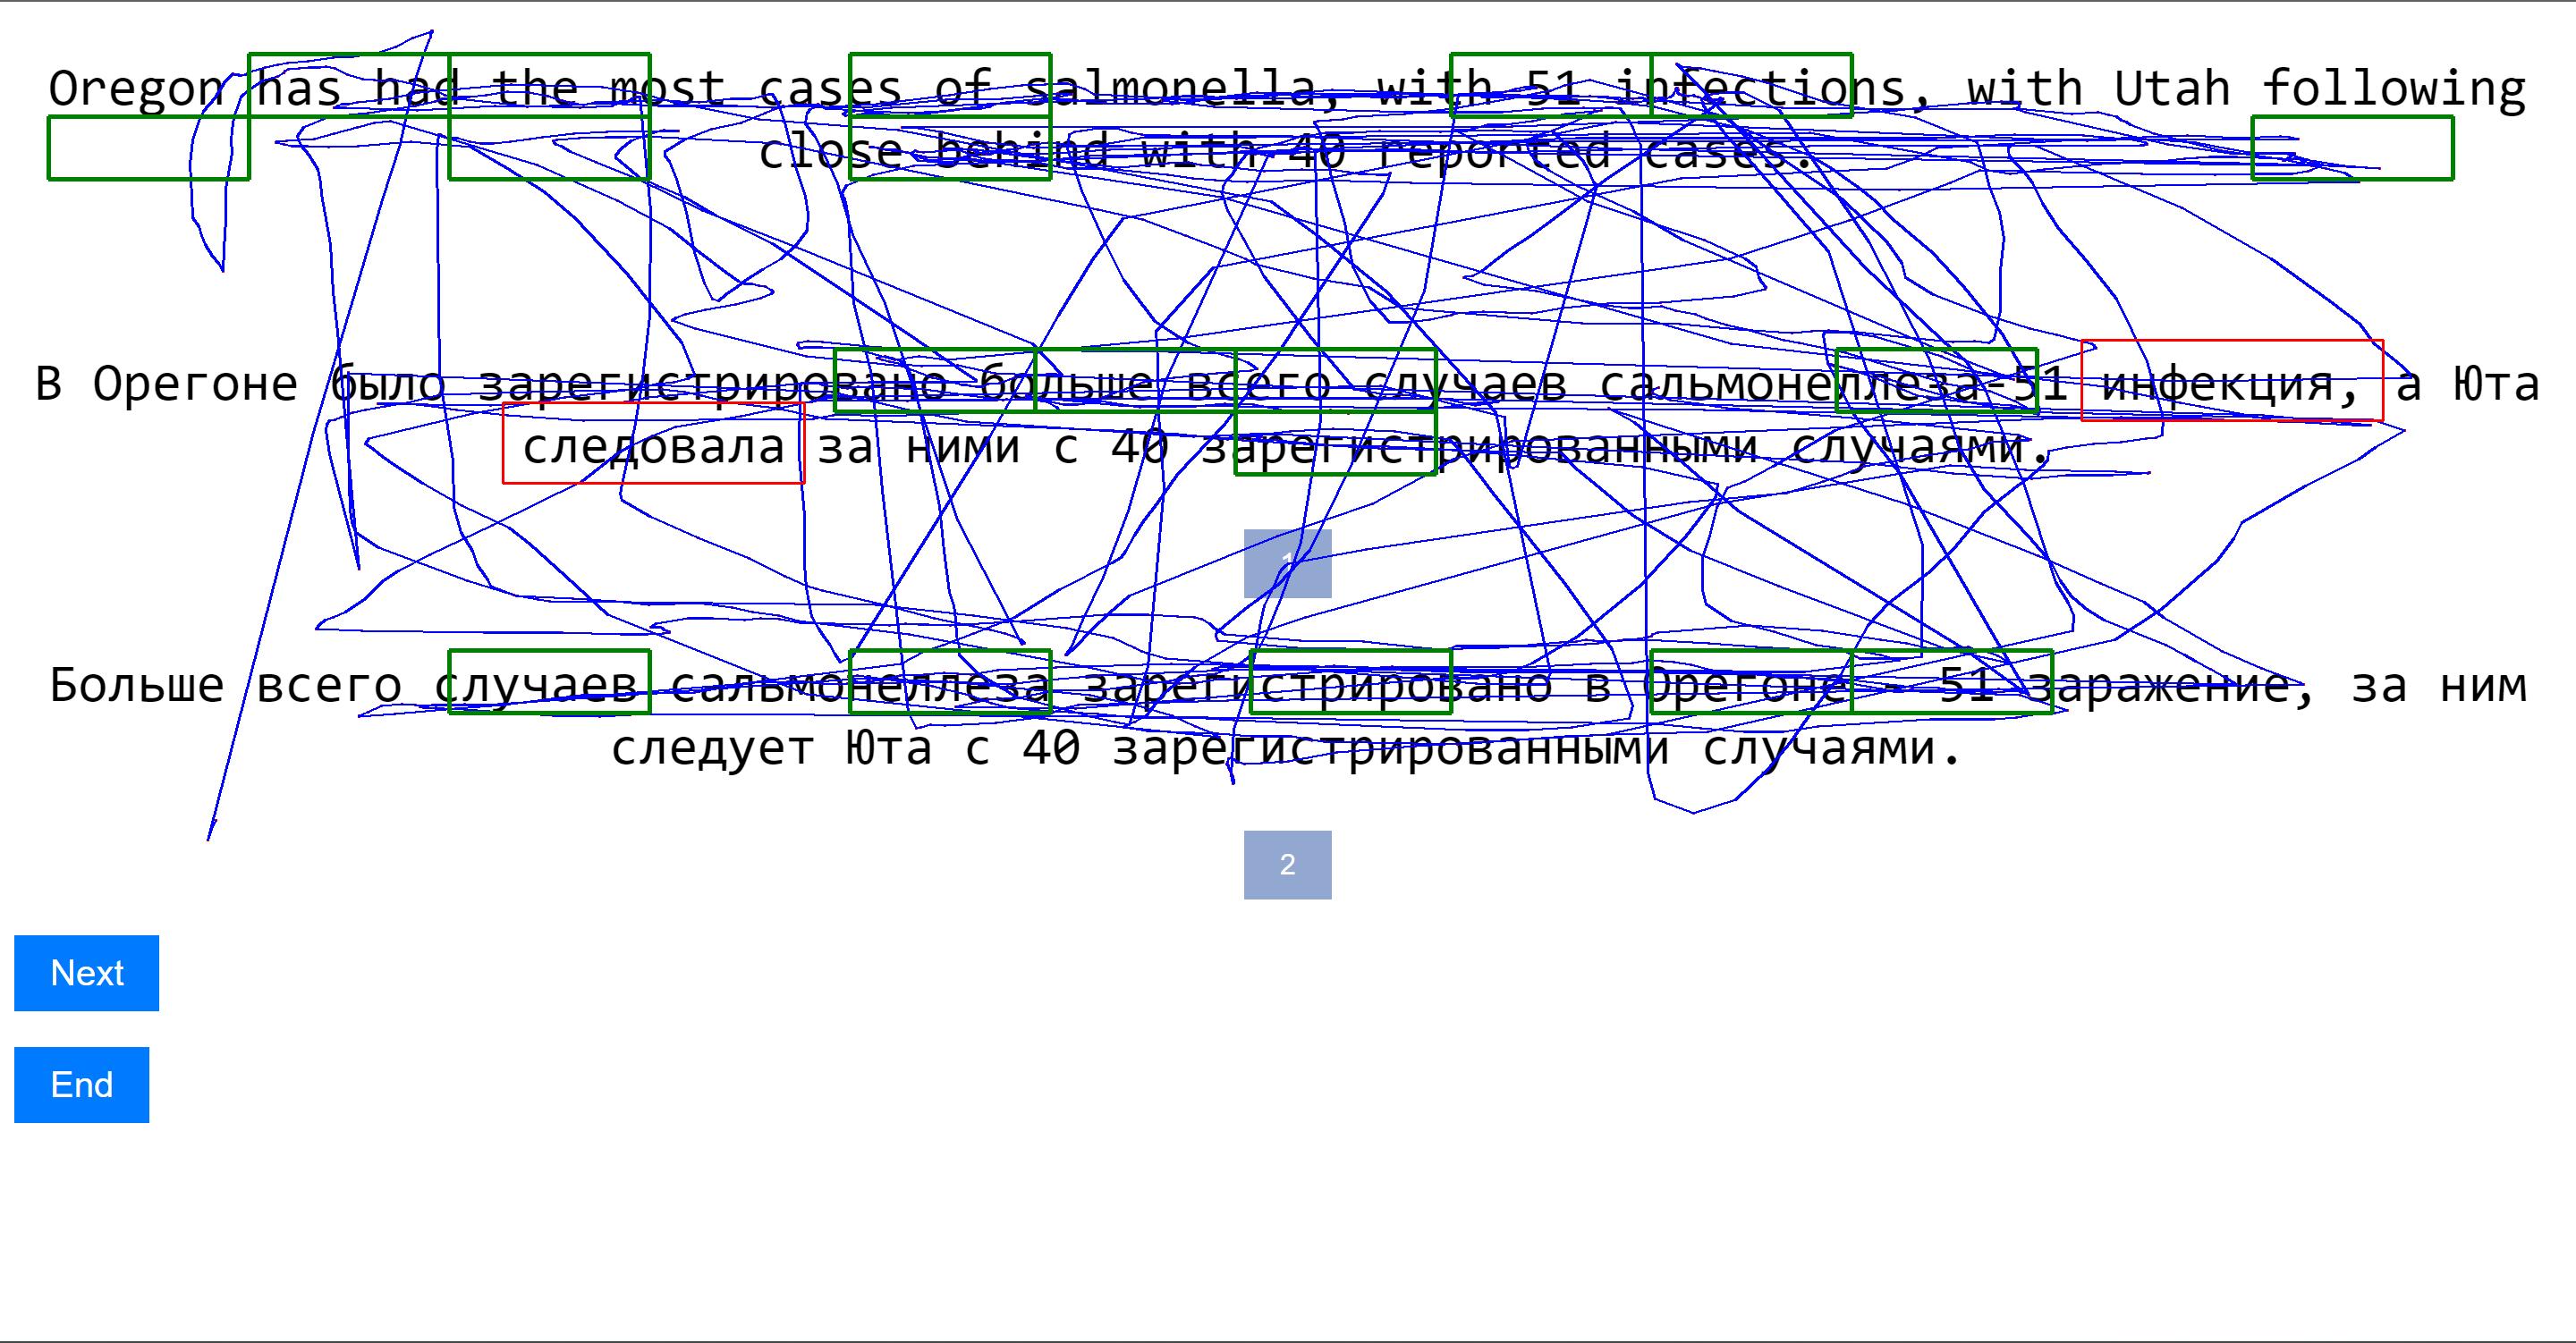 Oregon has had the most cases of salmonella, with 51 infections, with Utah following
close behind with 40 reported cases.
В Орегоне было зарегистрировано больше всего случаев сальмонеллеза-51 инфекция, а Юта
следовала за ними с 40 зарегистрированными случаями.
1
Больше всего случаев сальмонеллеза зарегистрировано в Орегоне - 51 заражение, за ним
следует Юта с 40 зарегистрированными случаями.
2
Next
End